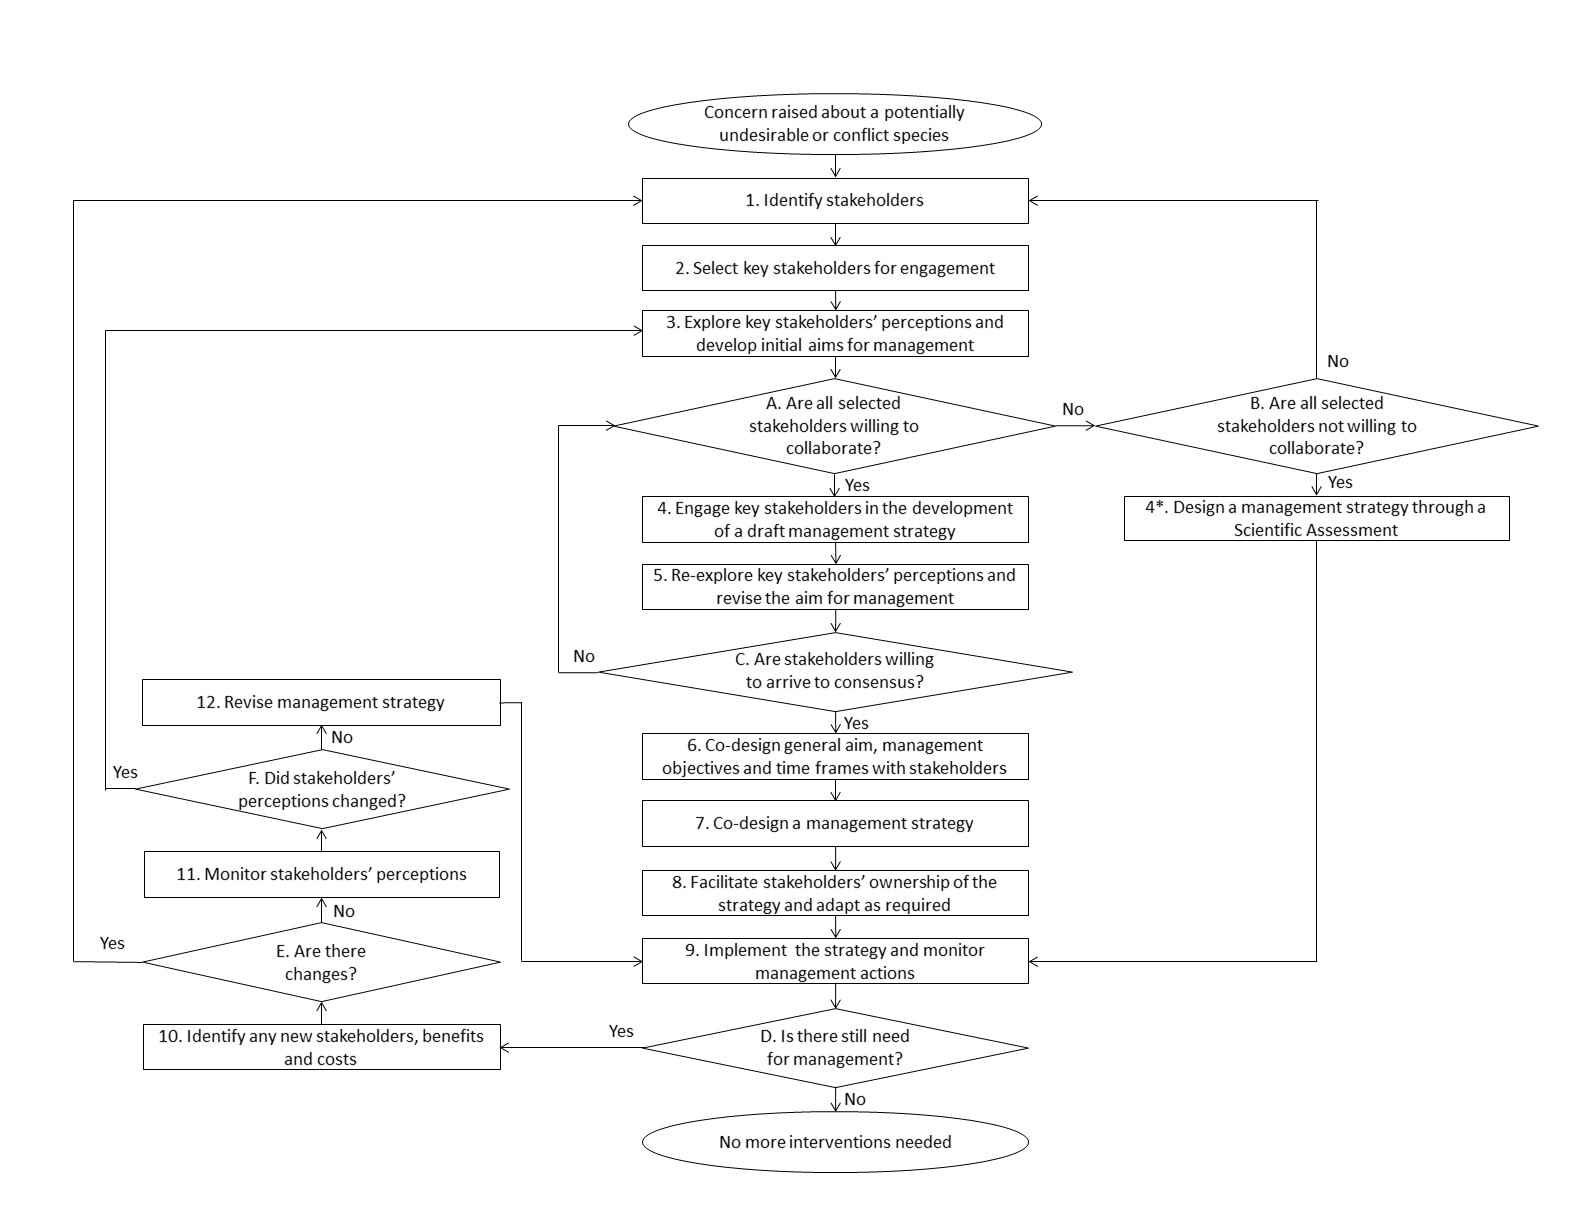 Concern raised about a potentially
undesirable or conflict species
1. Identify stakeholders
2. Select key stakeholders for engagement
3. Explore key stakeholders' perceptions and
develop initial aims for management
No
A. Are all selected
stakeholders willing to
collaborate?
No
B. Are all selected
stakeholders not willing to
collaborate?
Yes
Yes
4. Engage key stakeholders in the development
of a draft management strategy
4*. Design a management strategy through a
Scientific Assessment
5. Re-explore key stakeholders' perceptions and
revise the aim for management
No
C. Are stakeholders willing
to arrive to consensus?
Yes
6. Co-design general aim, management
objectives and time frames with stakeholders
7. Co-design a management strategy
8. Facilitate stakeholders' ownership of the
strategy and adapt as required
9. Implement the strategy and monitor
management actions
D. Is there still need
for management?
Yes
No
No more interventions needed
10. Identify any new stakeholders, benefits
and costs
E. Are there
changes?
Yes
No
11. Monitor stakeholders' perceptions
F. Did stakeholders'
perceptions changed?
Yes
No
12. Revise management strategy